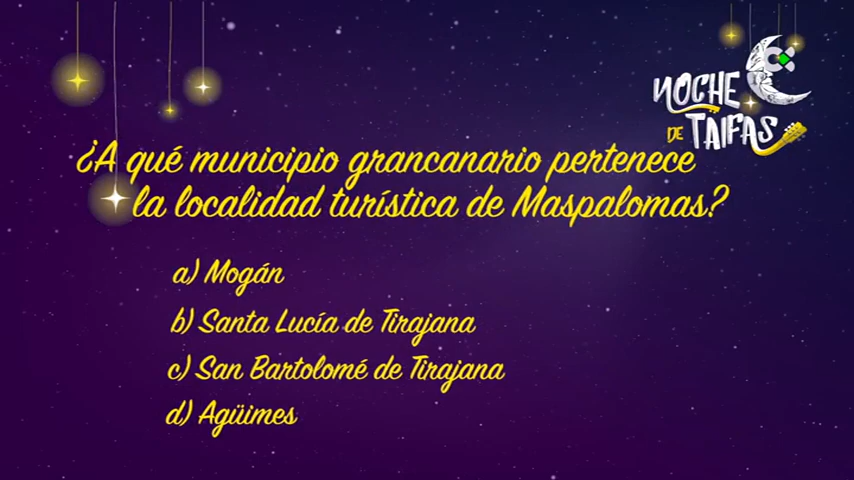 NOCHE
DE TAIFAS
¿A qué municipio grancanario pertenece
la localidad turística de Maspalomas?
a) Mogán
b) Santa Lucía de Tirajana
c) San Bartolomé de Tirajana
d) Agüimes